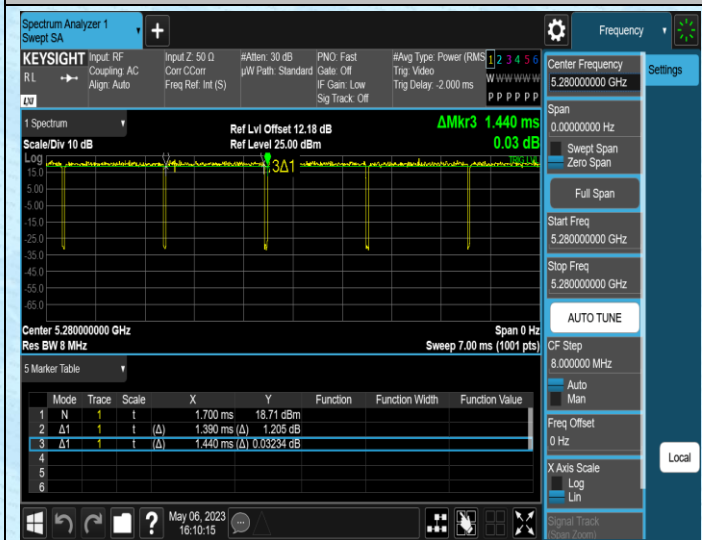 Spectrum Analyzer 1
Swept SA
+
Frequency
KEYSIGHT
RL
LXI
Input: RF
Coupling: AC
Align: Auto
Input Z: 50 Ω
Corr CCorr
Freq Ref: Int (S)
#Atten: 30 dB
µW Path: Standard
PNO: Fast
Gate: Off
IF Gain: Low
Sig Track: Off
#Avg Type: Power (RMS
Trig: Video
Trig Delay: -2.000 ms
1 2 3 4 5 6
W W W W W W
P P P P P P
1 Spectrum
Scale/Div 10 dB
Ref Lvl Offset 12.18 dB
Ref Level 25.00 dBm
ΔMkr3 1.440 ms
0.03 dB
Log
TRIG LVL
1
3Δ1
15.0
5.00
-5.00
-15.0
-25.0
-35.0
-45.0
-55.0
-65.0
Center 5.280000000 GHz
Res BW 8 MHz
Span 0 Hz
Sweep 7.00 ms (1001 pts)
5 Marker Table
Mode Trace Scale X Y Function Function Width Function Value
1 N 1 t 1.700 ms 18.71 dBm
2 Δ1 1 t (Δ) 1.390 ms (Δ) 1.205 dB
3 Δ1 1 t (Δ) 1.440 ms (Δ) 0.03234 dB
4
5
6
Center Frequency
5.280000000 GHz
Settings
Span
0.00000000 Hz
Swept Span
Zero Span
Full Span
Start Freq
5.280000000 GHz
Stop Freq
5.280000000 GHz
AUTO TUNE
CF Step
8.000000 MHz
Auto
Man
Freq Offset
0 Hz
X Axis Scale
Log
Lin
Signal Track
(Span Zoom)
Local
?
May 06, 2023
16:10:15